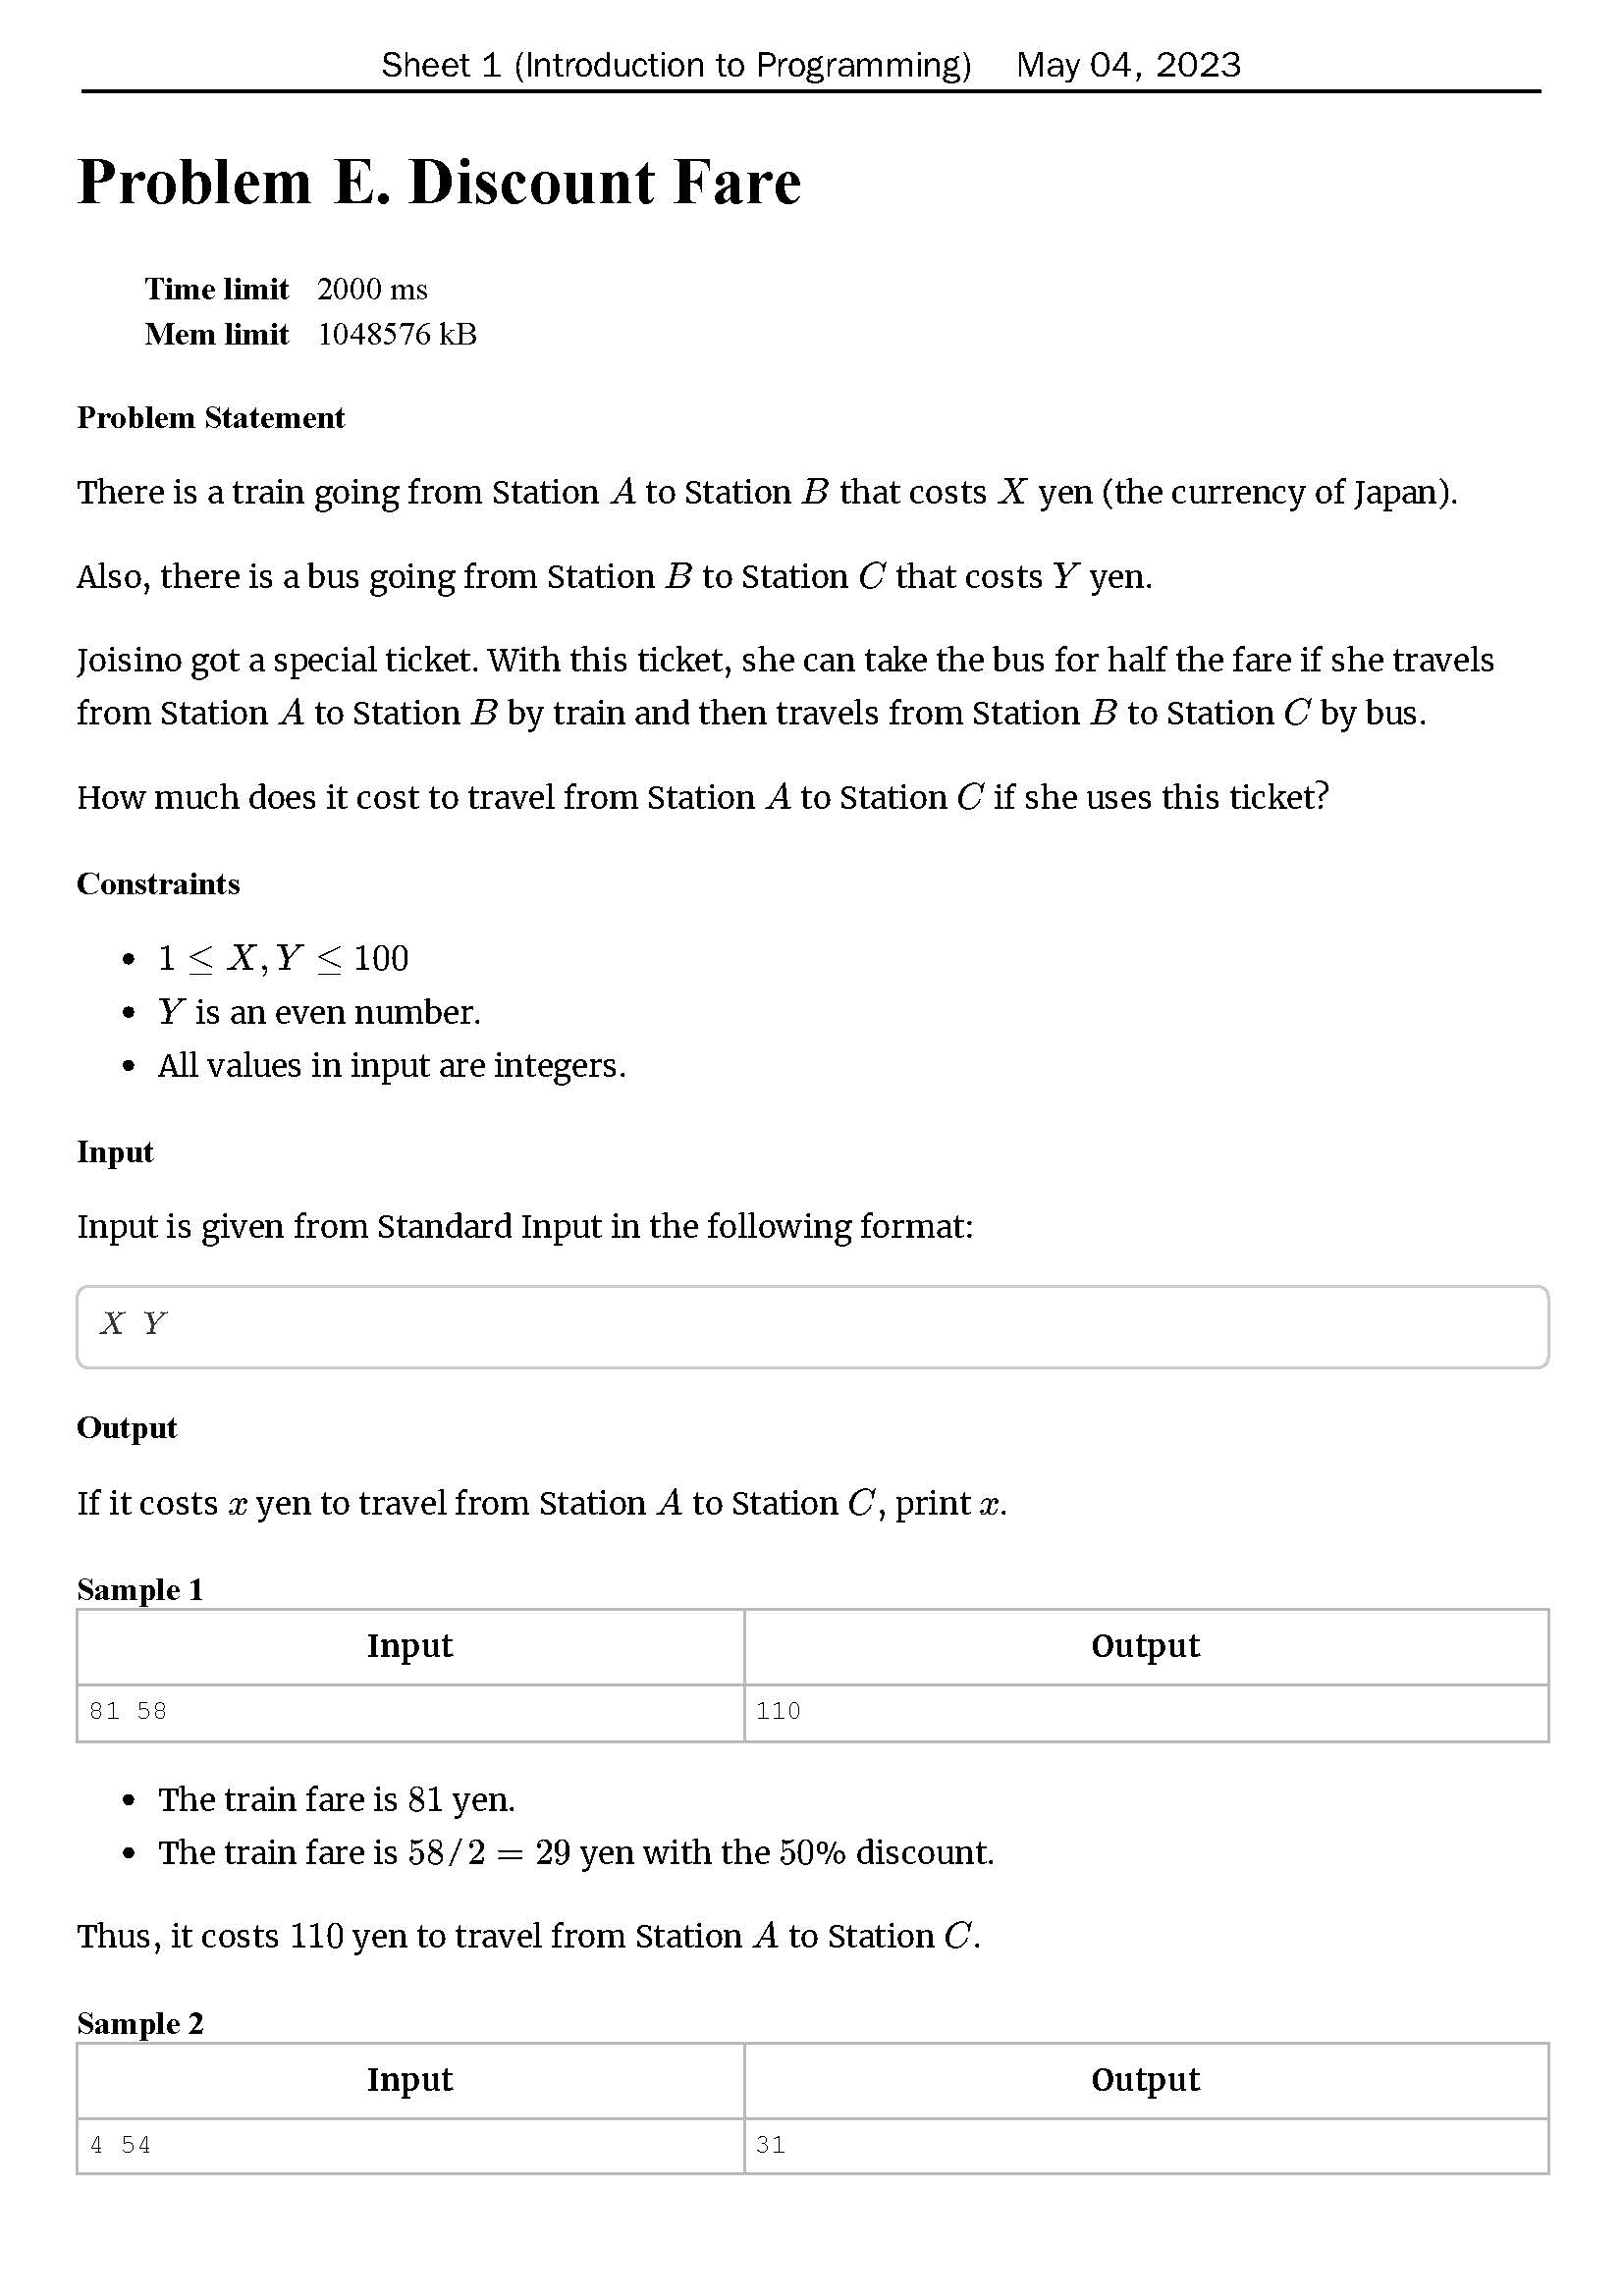 Sheet 1 (Introduction to Programming) May 04, 2023
Problem E. Discount Fare
Time limit 2000 ms
Mem limit 1048576 kB
Problem Statement
There is a train going from Station A to Station B that costs X yen (the currency of Japan).
Also, there is a bus going from Station B to Station C that costs Y yen.
Joisino got a special ticket. With this ticket, she can take the bus for half the fare if she travels
from Station A to Station B by train and then travels from Station B to Station C by bus.
How much does it cost to travel from Station A to Station C if she uses this ticket?
Constraints
• 1 ≤ X, Y ≤ 100
• Y is an even number.
• All values in input are integers.
Input
Input is given from Standard Input in the following format:
X Y
Output
If it costs x yen to travel from Station A to Station C, print x.
Sample 1
Input Output
81 58 110
• The train fare is 81 yen.
• The train fare is 58/2 = 29 yen with the 50% discount.
Thus, it costs 110 yen to travel from Station A to Station C.
Sample 2
Input Output
4 54 31